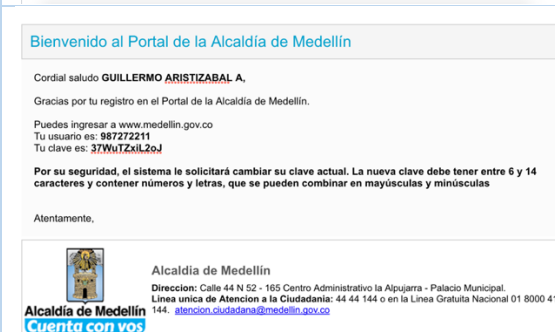 Bienvenido al Portal de la Alcaldía de Medellín
Cordial saludo GUILLERMO ARISTIZABAL A,
Gracias por tu registro en el Portal de la Alcaldía de Medellín.
Puedes ingresar a www.medellin.gov.co
Tu usuario es: 987272211
Tu clave es: 37WuTZxiL2oJ
Por su seguridad, el sistema le solicitará cambiar su clave actual. La nueva clave debe tener entre 6 y 14
caracteres y contener números y letras, que se pueden combinar en mayúsculas y minúsculas
Atentamente,
Alcaldía de Medellín
Cuenta con vos
Alcaldia de Medellín
Direccion: Calle 44 N 52 - 165 Centro Administrativo la Alpujarra - Palacio Municipal.
Linea unica de Atencion a la Ciudadania: 44 44 144 o en la Linea Gratuita Nacional 01 8000 41
144. atencion.ciudadana@medellin.gov.co